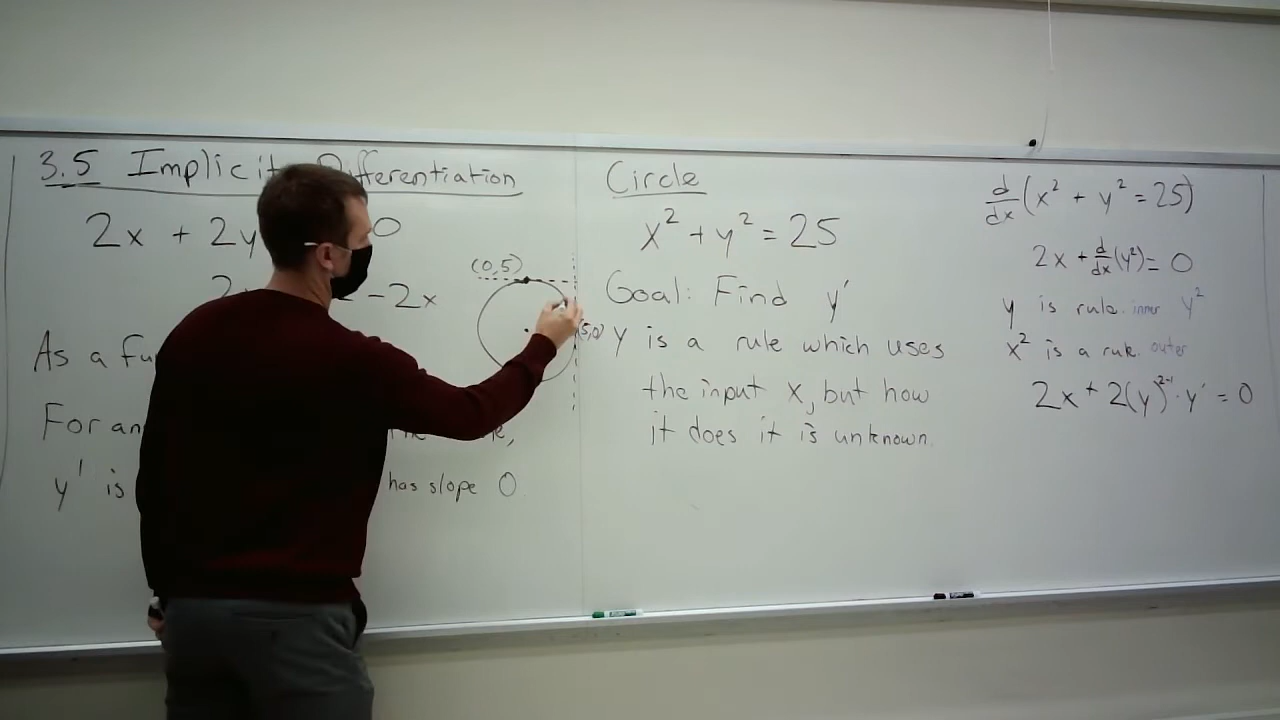 3.5 Implicit Differentiation
2x + 2y 0
2 -2x
(0,5)
(5,0)
As a fu
For an
y' is has slope 0.
Circle
x² + y² = 25
Goal: Find y'
y is a rule which uses
the input x, but how
it does it is unknown.
d/dx (x² + y² = 25)
2x + d/dx (y²) = 0
y is rule. inner y²
x² is a rule. outer
2x + 2(y)²⁻¹ · y' = 0